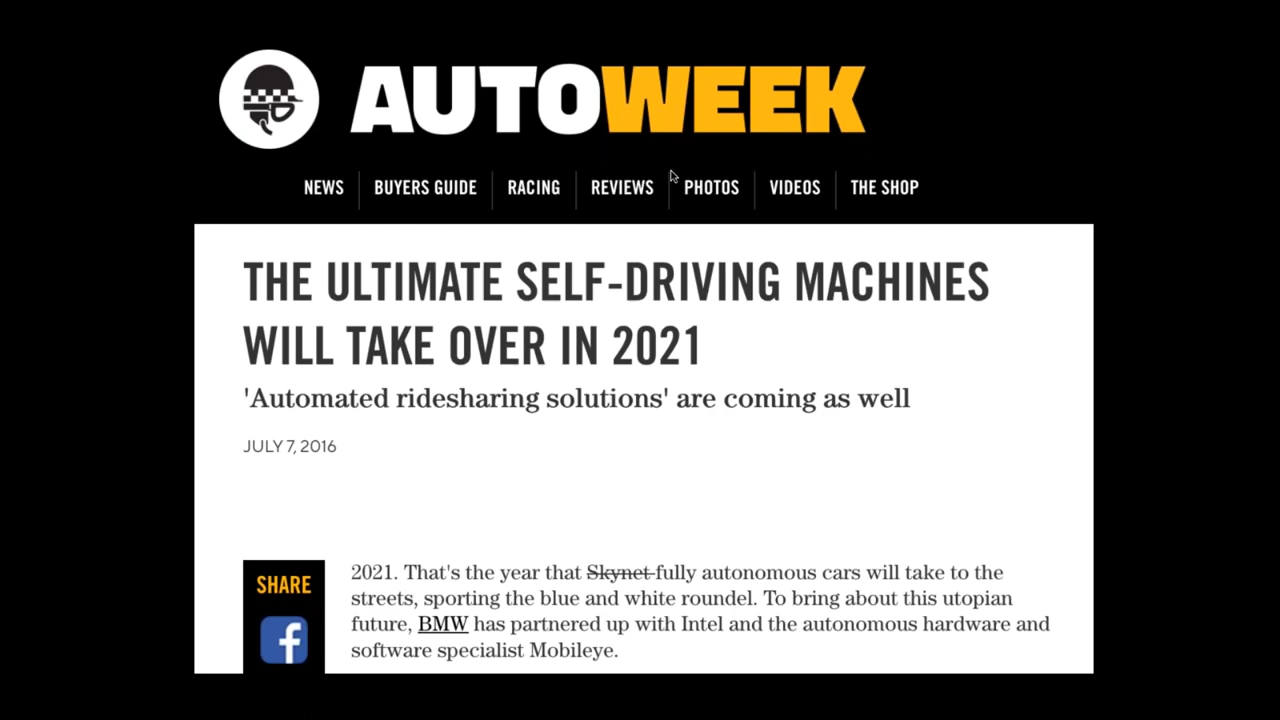 AUTOWEEK
NEWS BUYERS GUIDE RACING REVIEWS PHOTOS VIDEOS THE SHOP
THE ULTIMATE SELF-DRIVING MACHINES
WILL TAKE OVER IN 2021
'Automated ridesharing solutions' are coming as well
JULY 7, 2016
SHARE
f
2021. That's the year that Skynet fully autonomous cars will take to the
streets, sporting the blue and white roundel. To bring about this utopian
future, BMW has partnered up with Intel and the autonomous hardware and
software specialist Mobileye.